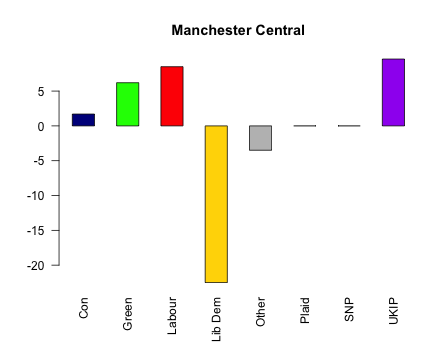 Manchester Central
5
0
-5
-10
-15
-20
Con
Green
Labour
Lib Dem
Other
Plaid
SNP
UKIP